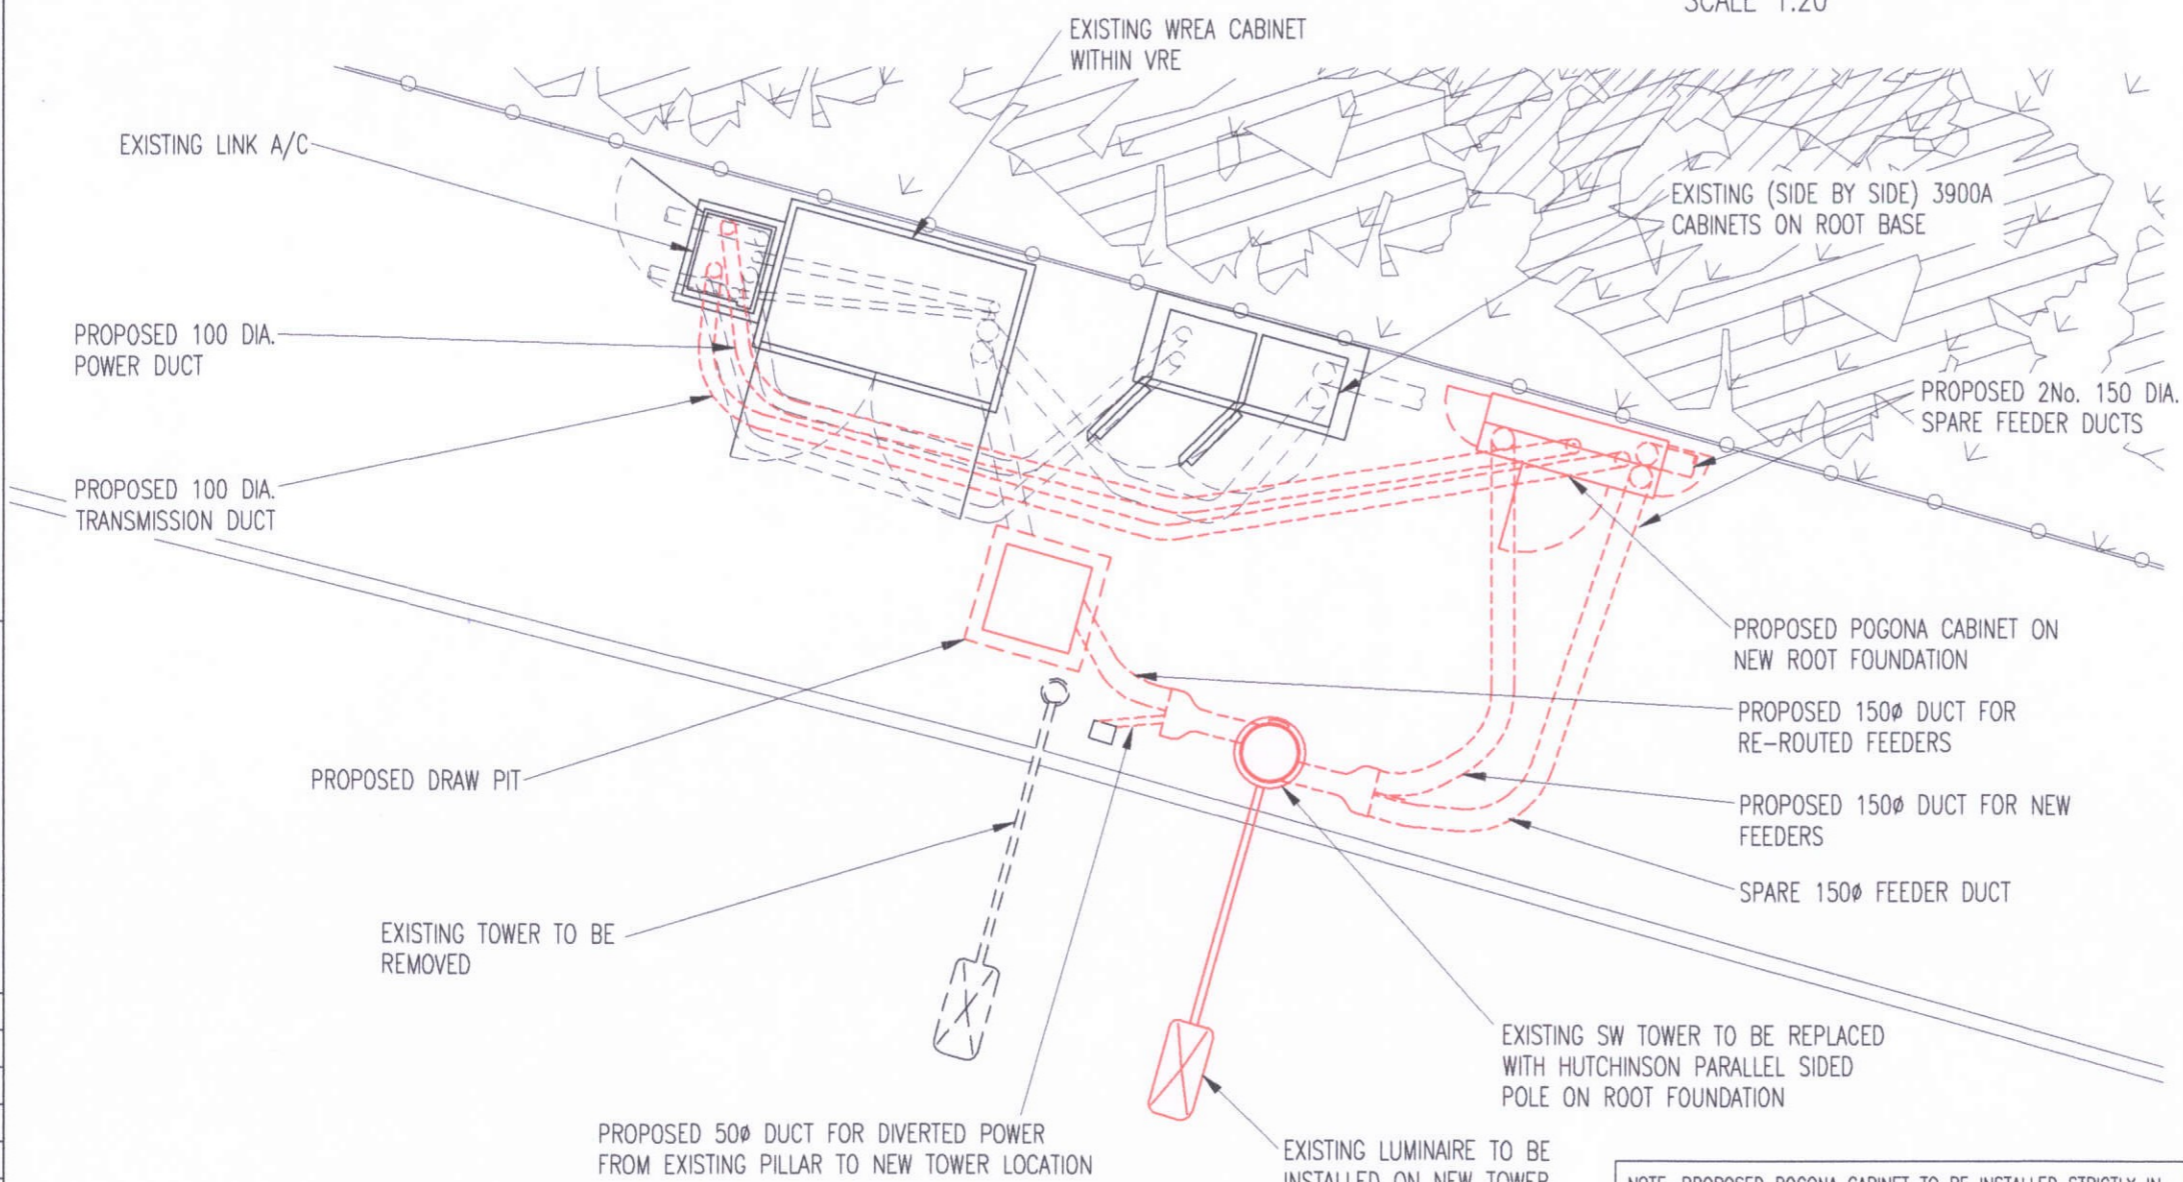 SCALE 1:20
EXISTING WREA CABINET
WITHIN VRE
EXISTING LINK A/C
EXISTING (SIDE BY SIDE) 3900A
CABINETS ON ROOT BASE
PROPOSED 100 DIA.
POWER DUCT
PROPOSED 2No. 150 DIA.
SPARE FEEDER DUCTS
PROPOSED 100 DIA.
TRANSMISSION DUCT
PROPOSED POGONA CABINET ON
NEW ROOT FOUNDATION
PROPOSED 150ø DUCT FOR
RE-ROUTED FEEDERS
PROPOSED DRAW PIT
PROPOSED 150ø DUCT FOR NEW
FEEDERS
SPARE 150ø FEEDER DUCT
EXISTING TOWER TO BE
REMOVED
EXISTING SW TOWER TO BE REPLACED
WITH HUTCHINSON PARALLEL SIDED
POLE ON ROOT FOUNDATION
PROPOSED 50ø DUCT FOR DIVERTED POWER
FROM EXISTING PILLAR TO NEW TOWER LOCATION
EXISTING LUMINAIRE TO BE
INSTALLED ON NEW TOWER
NOTE PROPOSED POGONA CABINET TO BE INSTALLED STRICTLY IN